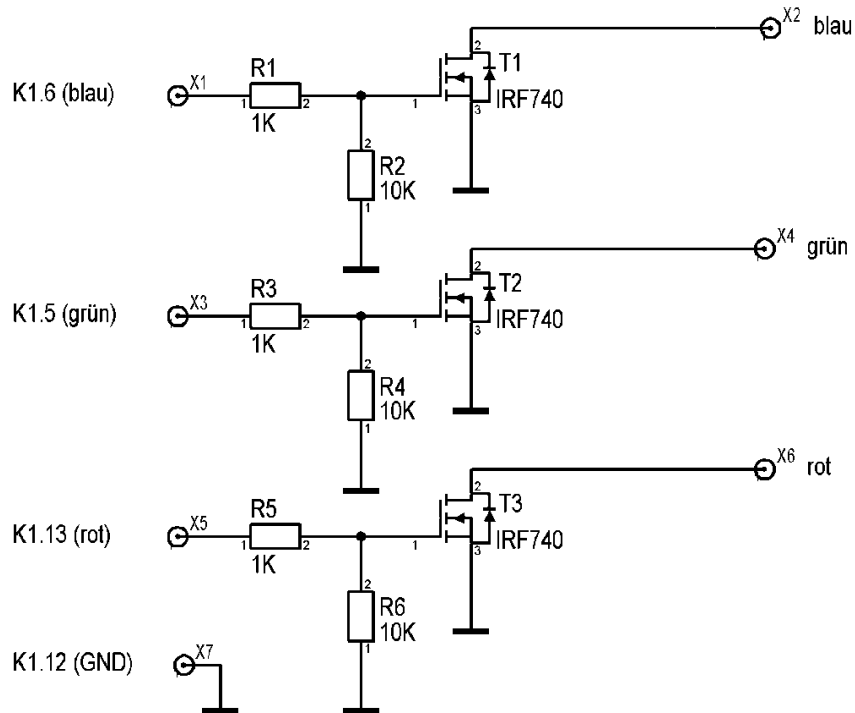 X2 blau
2
T1
IRF740
K1.6 (blau)
X1
R1
1 2
1K
1
3
2
R2
10K
1
X4 grün
2
T2
IRF740
K1.5 (grün)
X3
R3
1 2
1K
1
3
2
R4
10K
1
X6 rot
2
T3
IRF740
K1.13 (rot)
X5
R5
1 2
1K
1
3
2
R6
10K
1
K1.12 (GND)
X7